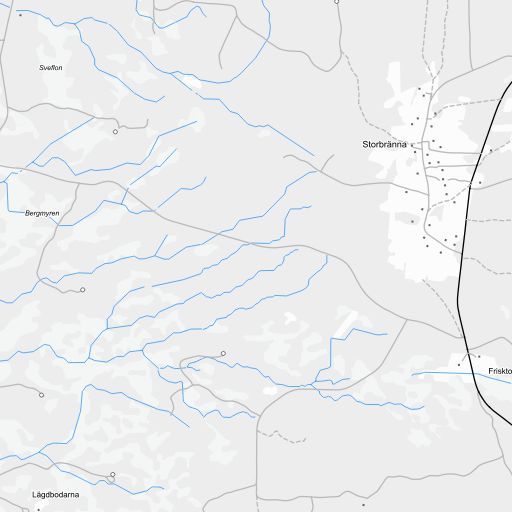 Sveflon
Storbränna
Bergmyren
Friskto
Lägdbodarna